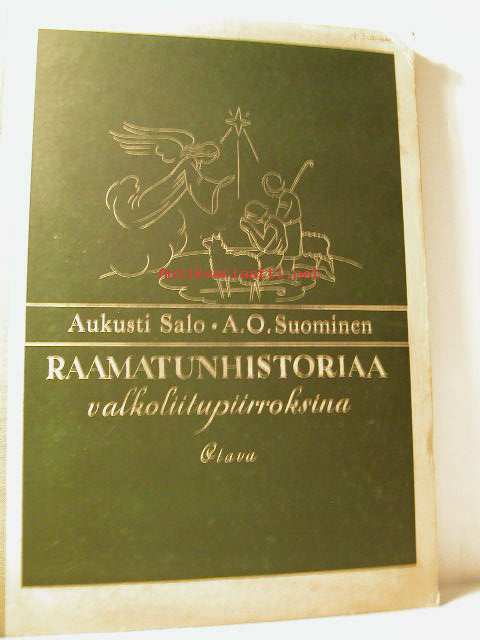 Aukusti Salo • A.O. Suominen
RAAMATUNHISTORIAA
valkoliitupiirroksina
Otava